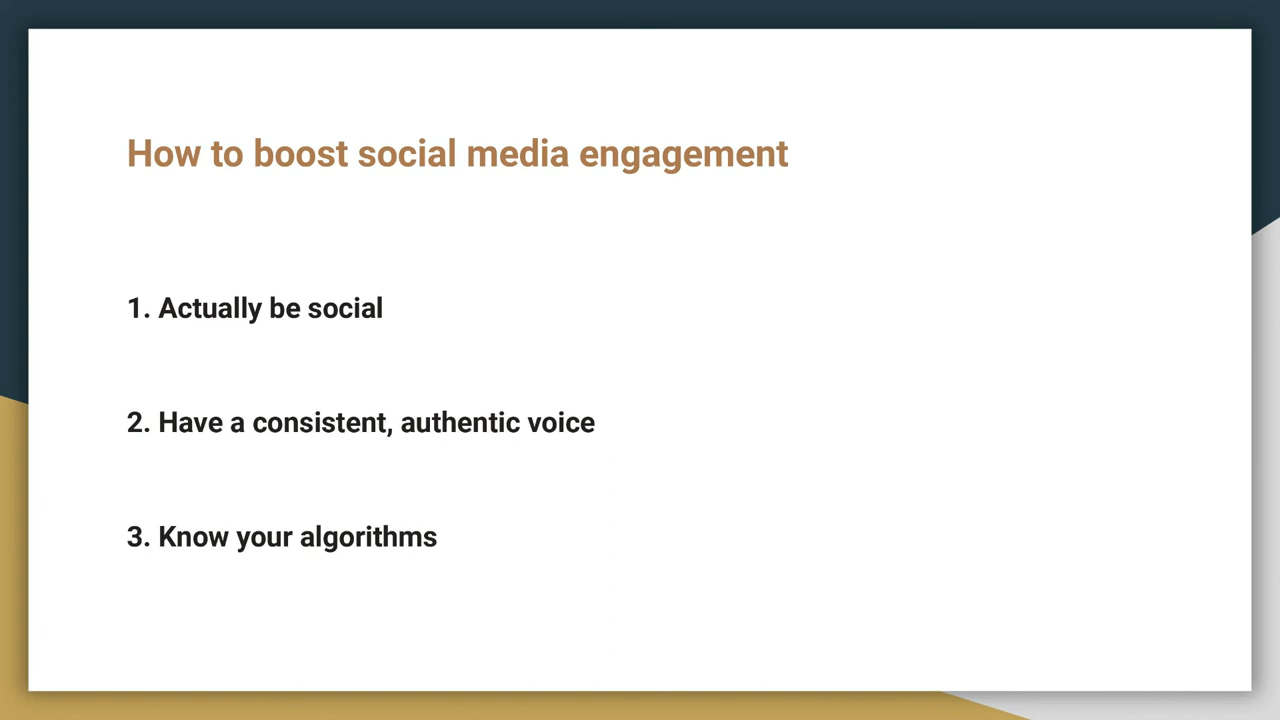 How to boost social media engagement
1. Actually be social
2. Have a consistent, authentic voice
3. Know your algorithms